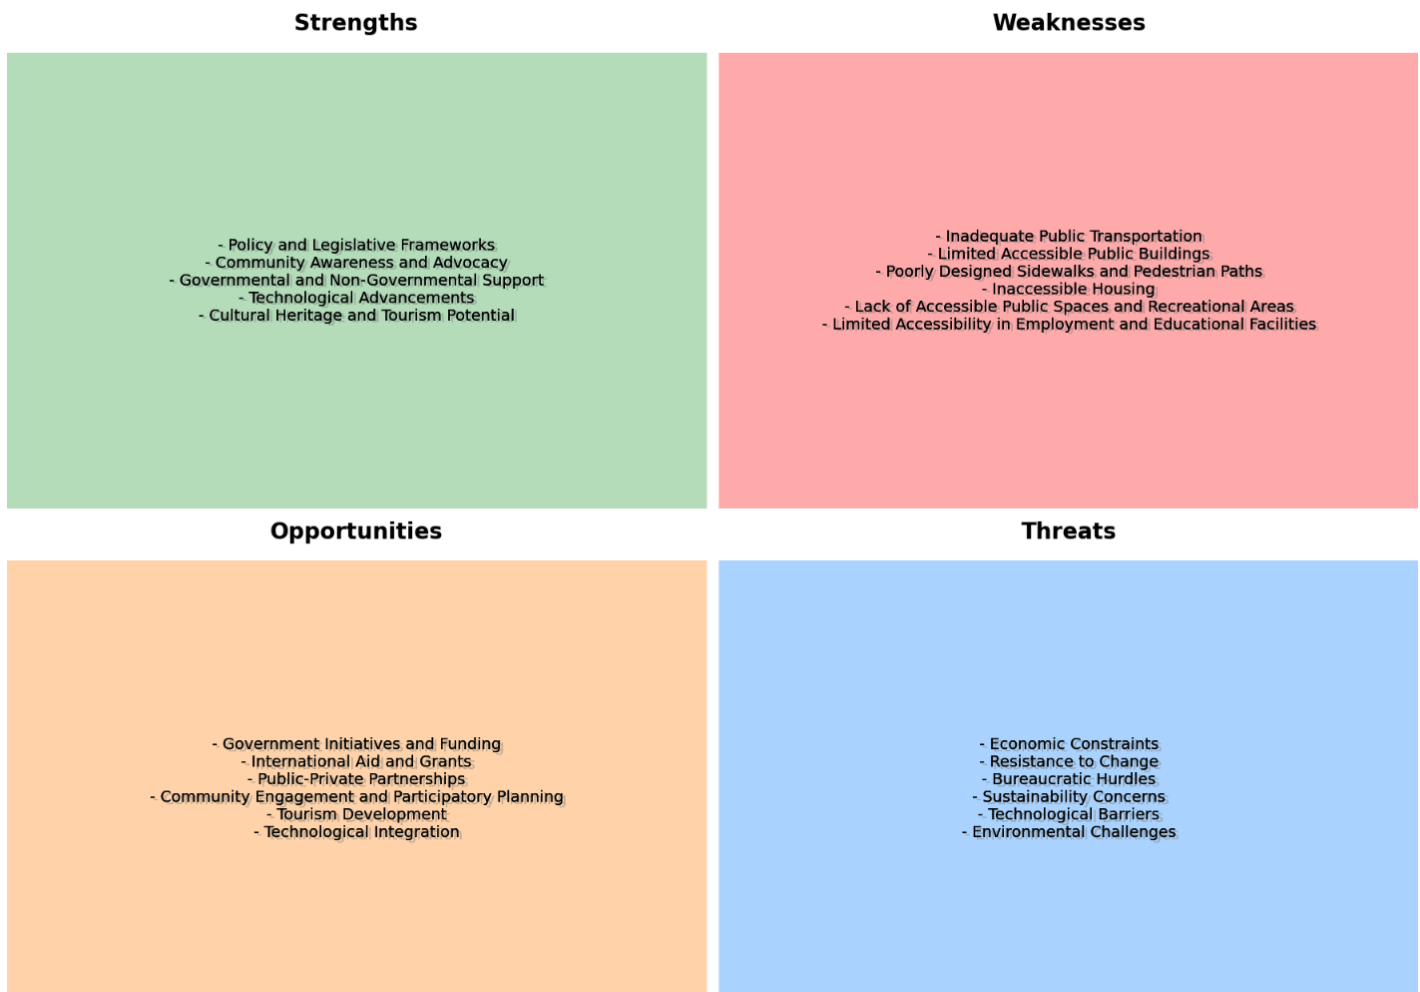 Strengths
- Policy and Legislative Frameworks
- Community Awareness and Advocacy
- Governmental and Non-Governmental Support
- Technological Advancements
- Cultural Heritage and Tourism Potential
Weaknesses
- Inadequate Public Transportation
- Limited Accessible Public Buildings
- Poorly Designed Sidewalks and Pedestrian Paths
- Inaccessible Housing
- Lack of Accessible Public Spaces and Recreational Areas
- Limited Accessibility in Employment and Educational Facilities
Opportunities
- Government Initiatives and Funding
- International Aid and Grants
- Public-Private Partnerships
- Community Engagement and Participatory Planning
- Tourism Development
- Technological Integration
Threats
- Economic Constraints
- Resistance to Change
- Bureaucratic Hurdles
- Sustainability Concerns
- Technological Barriers
- Environmental Challenges